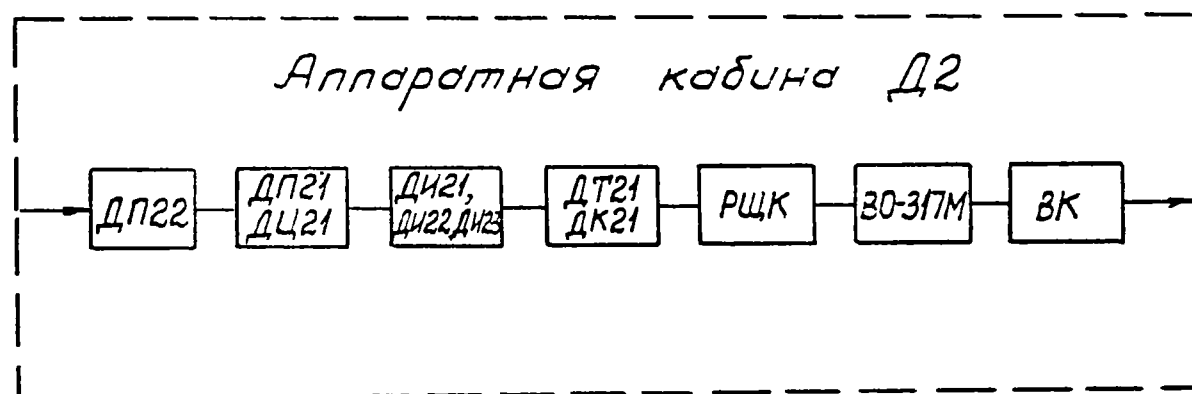 Аппаратная кабина Д2
ДП22
ДП21
ДЦ21
ДИ21,
ДИ22 ДИ23
ДТ21
ДК21
РЩК
ВО-ЗПМ
ВК